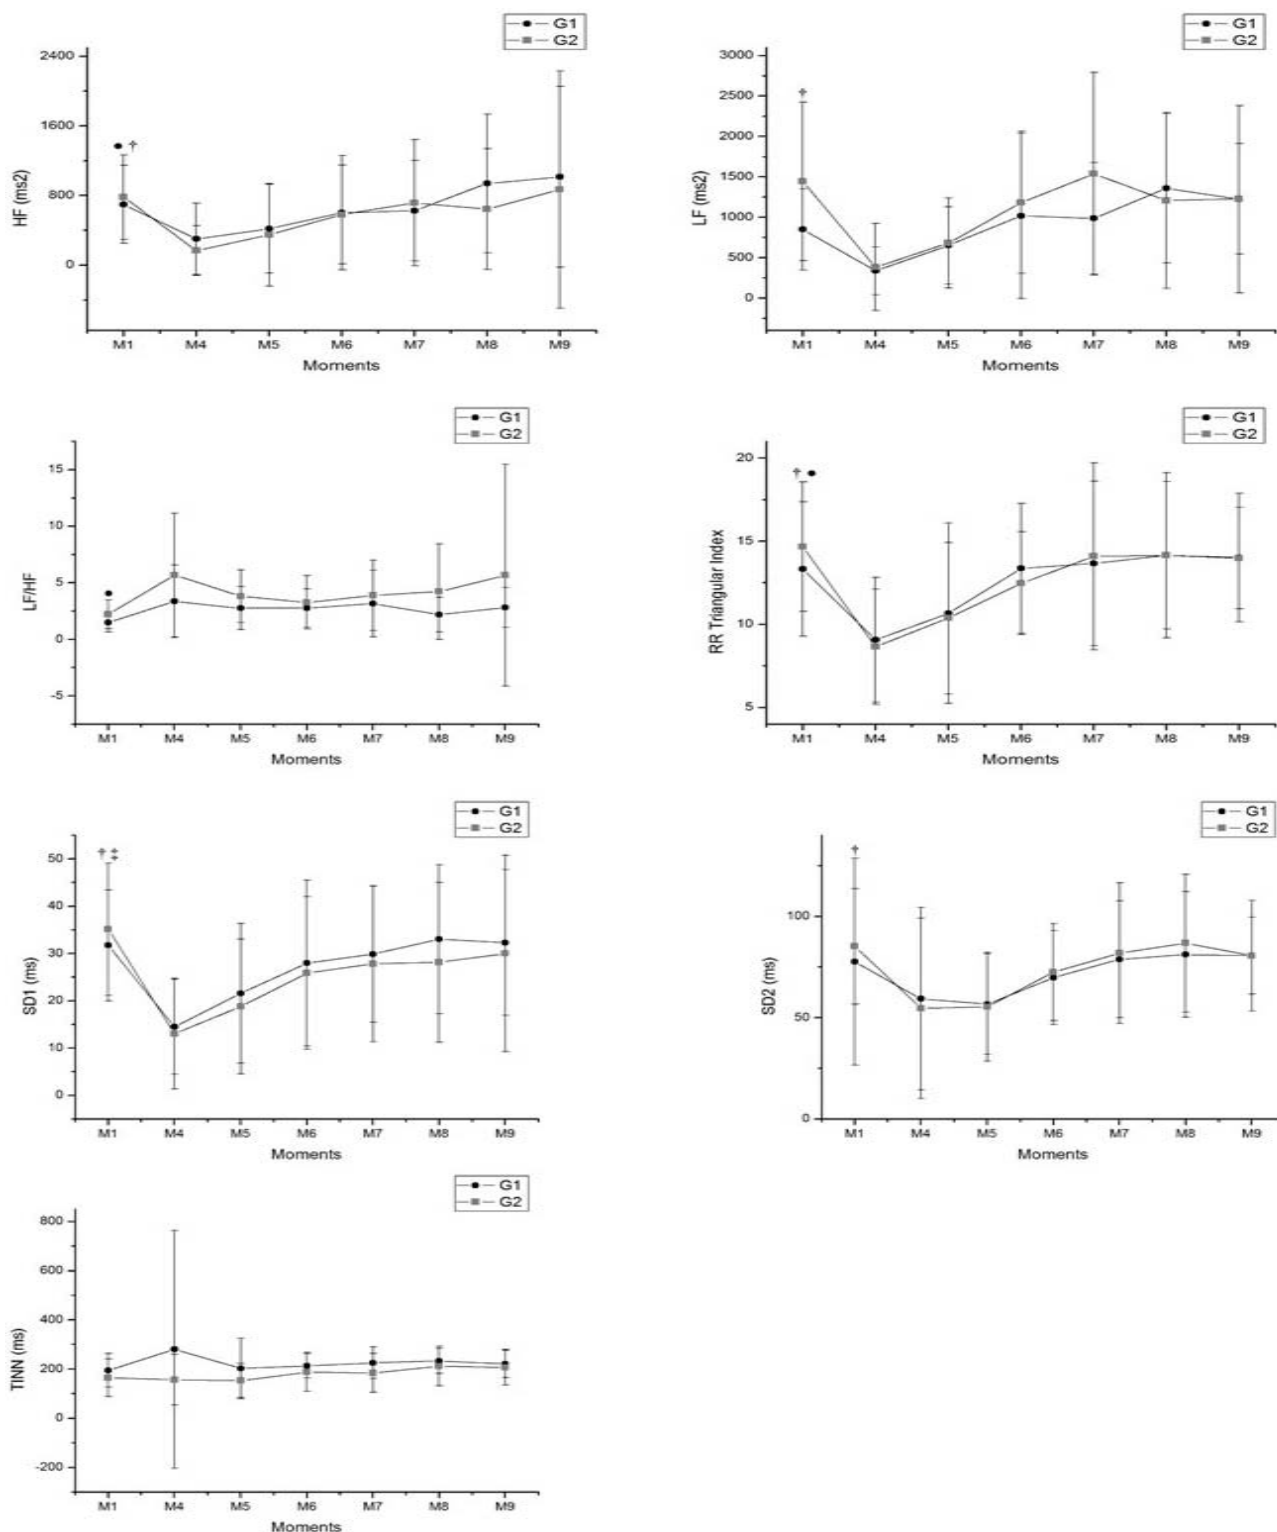 G1
G2
2400
1600
800
0
HF (ms2)
● †
M1 M4 M5 M6 M7 M8 M9
Moments
G1
G2
3000
2500
2000
1500
1000
500
0
LF (ms2)
†
M1 M4 M5 M6 M7 M8 M9
Moments
G1
G2
15
10
5
0
-5
LF/HF
●
M1 M4 M5 M6 M7 M8 M9
Moments
G1
G2
20
15
10
5
RR Triangular Index
† ●
M1 M4 M5 M6 M7 M8 M9
Moments
G1
G2
50
40
30
20
10
0
SD1 (ms)
† ‡
M1 M4 M5 M6 M7 M8 M9
Moments
G1
G2
100
50
0
SD2 (ms)
†
M1 M4 M5 M6 M7 M8 M9
Moments
G1
G2
800
600
400
200
0
-200
TINN (ms)
M1 M4 M5 M6 M7 M8 M9
Moments